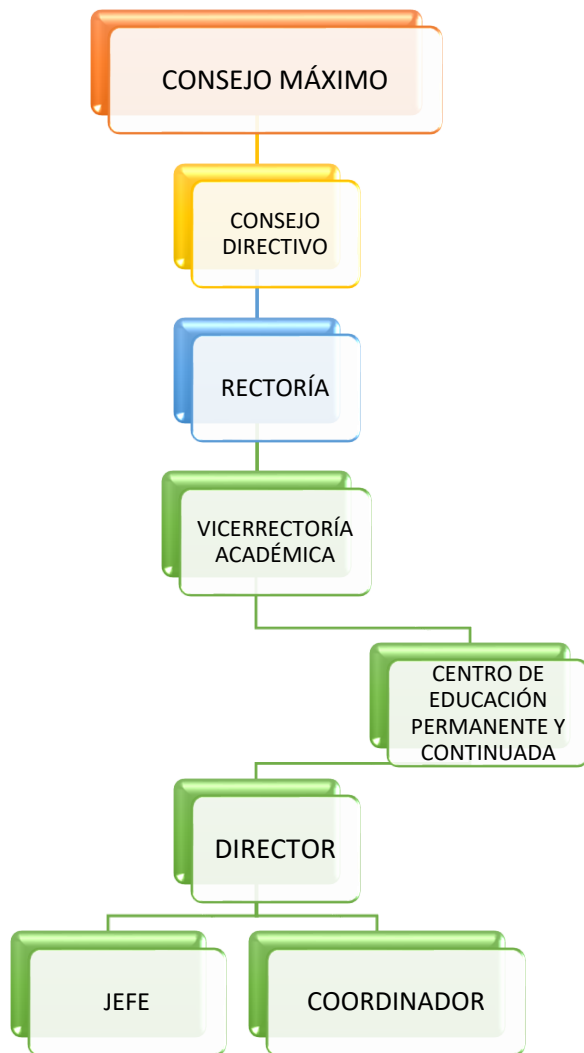 CONSEJO MÁXIMO
CONSEJO
DIRECTIVO
RECTORÍA
VICERRECTORÍA
ACADÉMICA
CENTRO DE
EDUCACIÓN
PERMANENTE Y
CONTINUADA
DIRECTOR
JEFE
COORDINADOR